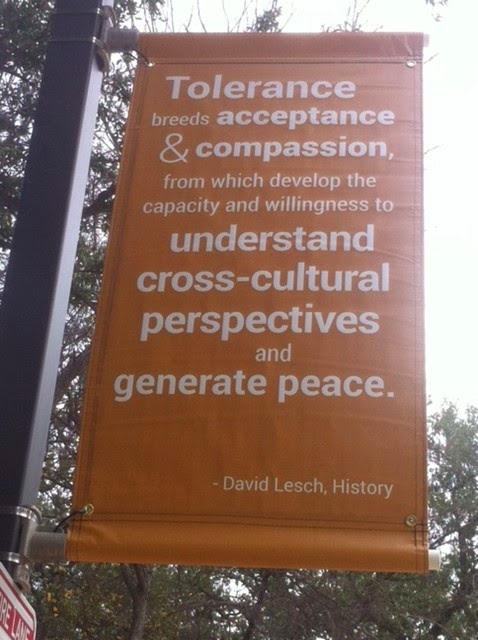 Tolerance
breeds acceptance
& compassion,
from which develop the
capacity and willingness to
understand
cross-cultural
perspectives
and
generate peace.
- David Lesch, History
LANE